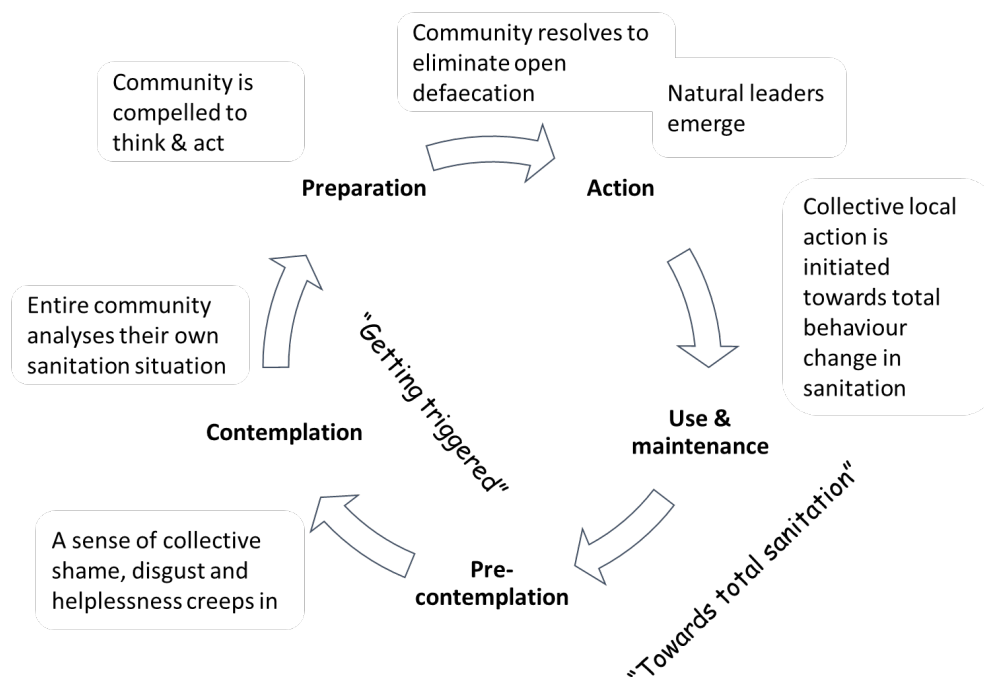 Community resolves to
eliminate open
defaecation
Natural leaders
emerge
Community is
compelled to
think & act
Preparation
Action
Collective local
action is
initiated
towards total
behaviour
change in
sanitation
Entire community
analyses their own
sanitation situation
"Getting triggered"
Contemplation
Use &
maintenance
A sense of collective
shame, disgust and
helplessness creeps in
Pre-
contemplation
"Towards total sanitation"